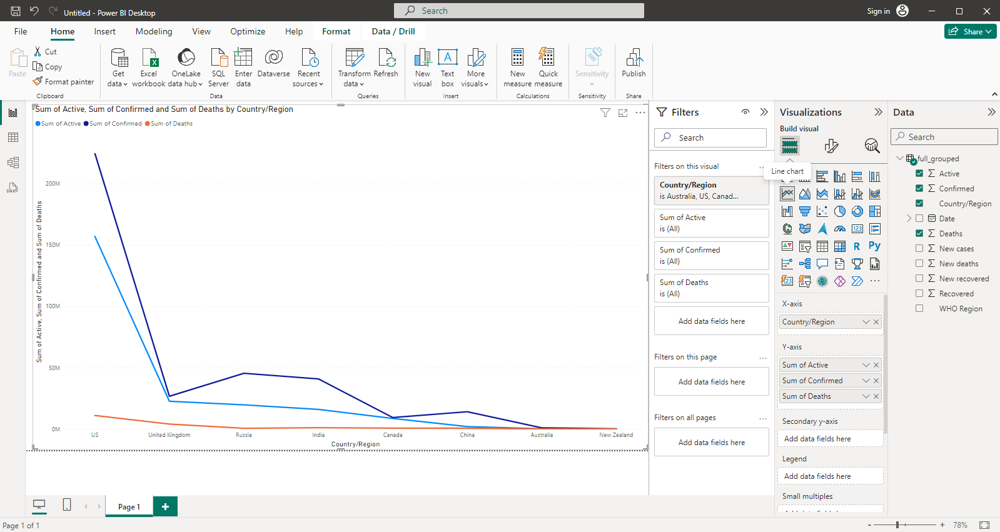 Untitled - Power BI Desktop
Search
Sign in
File Home Insert Modeling View Optimize Help Format Data / Drill
Share
Paste
Cut
Copy
Format painter
Clipboard
Get data
Excel workbook
OneLake data hub
SQL Server
Enter data
Dataverse
Recent sources
Data
Transform data
Refresh
Queries
New visual
Text box
More visuals
Insert
New measure
Quick measure
Calculations
Sensitivity
Sensitivity
Publish
Share
Sum of Active, Sum of Confirmed and Sum of Deaths by Country/Region
Sum of Active Sum of Confirmed Sum of Deaths
Sum of Active, Sum of Confirmed and Sum of Deaths
200M
150M
100M
50M
0M
US United Kingdom Russia India Canada China Australia New Zealand
Country/Region
Filters
Search
Filters on this visual
Country/Region
is Australia, US, Canad...
Sum of Active
is (All)
Sum of Confirmed
is (All)
Sum of Deaths
is (All)
Add data fields here
Filters on this page
Add data fields here
Filters on all pages
Add data fields here
Visualizations
Build visual
Line chart
123
R Py
123
X-axis
Country/Region
Y-axis
Sum of Active
Sum of Confirmed
Sum of Deaths
Secondary y-axis
Add data fields here
Legend
Add data fields here
Small multiples
Data
Search
full_grouped
Active
Confirmed
Country/Region
Date
Deaths
New cases
New deaths
New recovered
Recovered
WHO Region
DAX
Page 1
Page 1 of 1
- + 78%